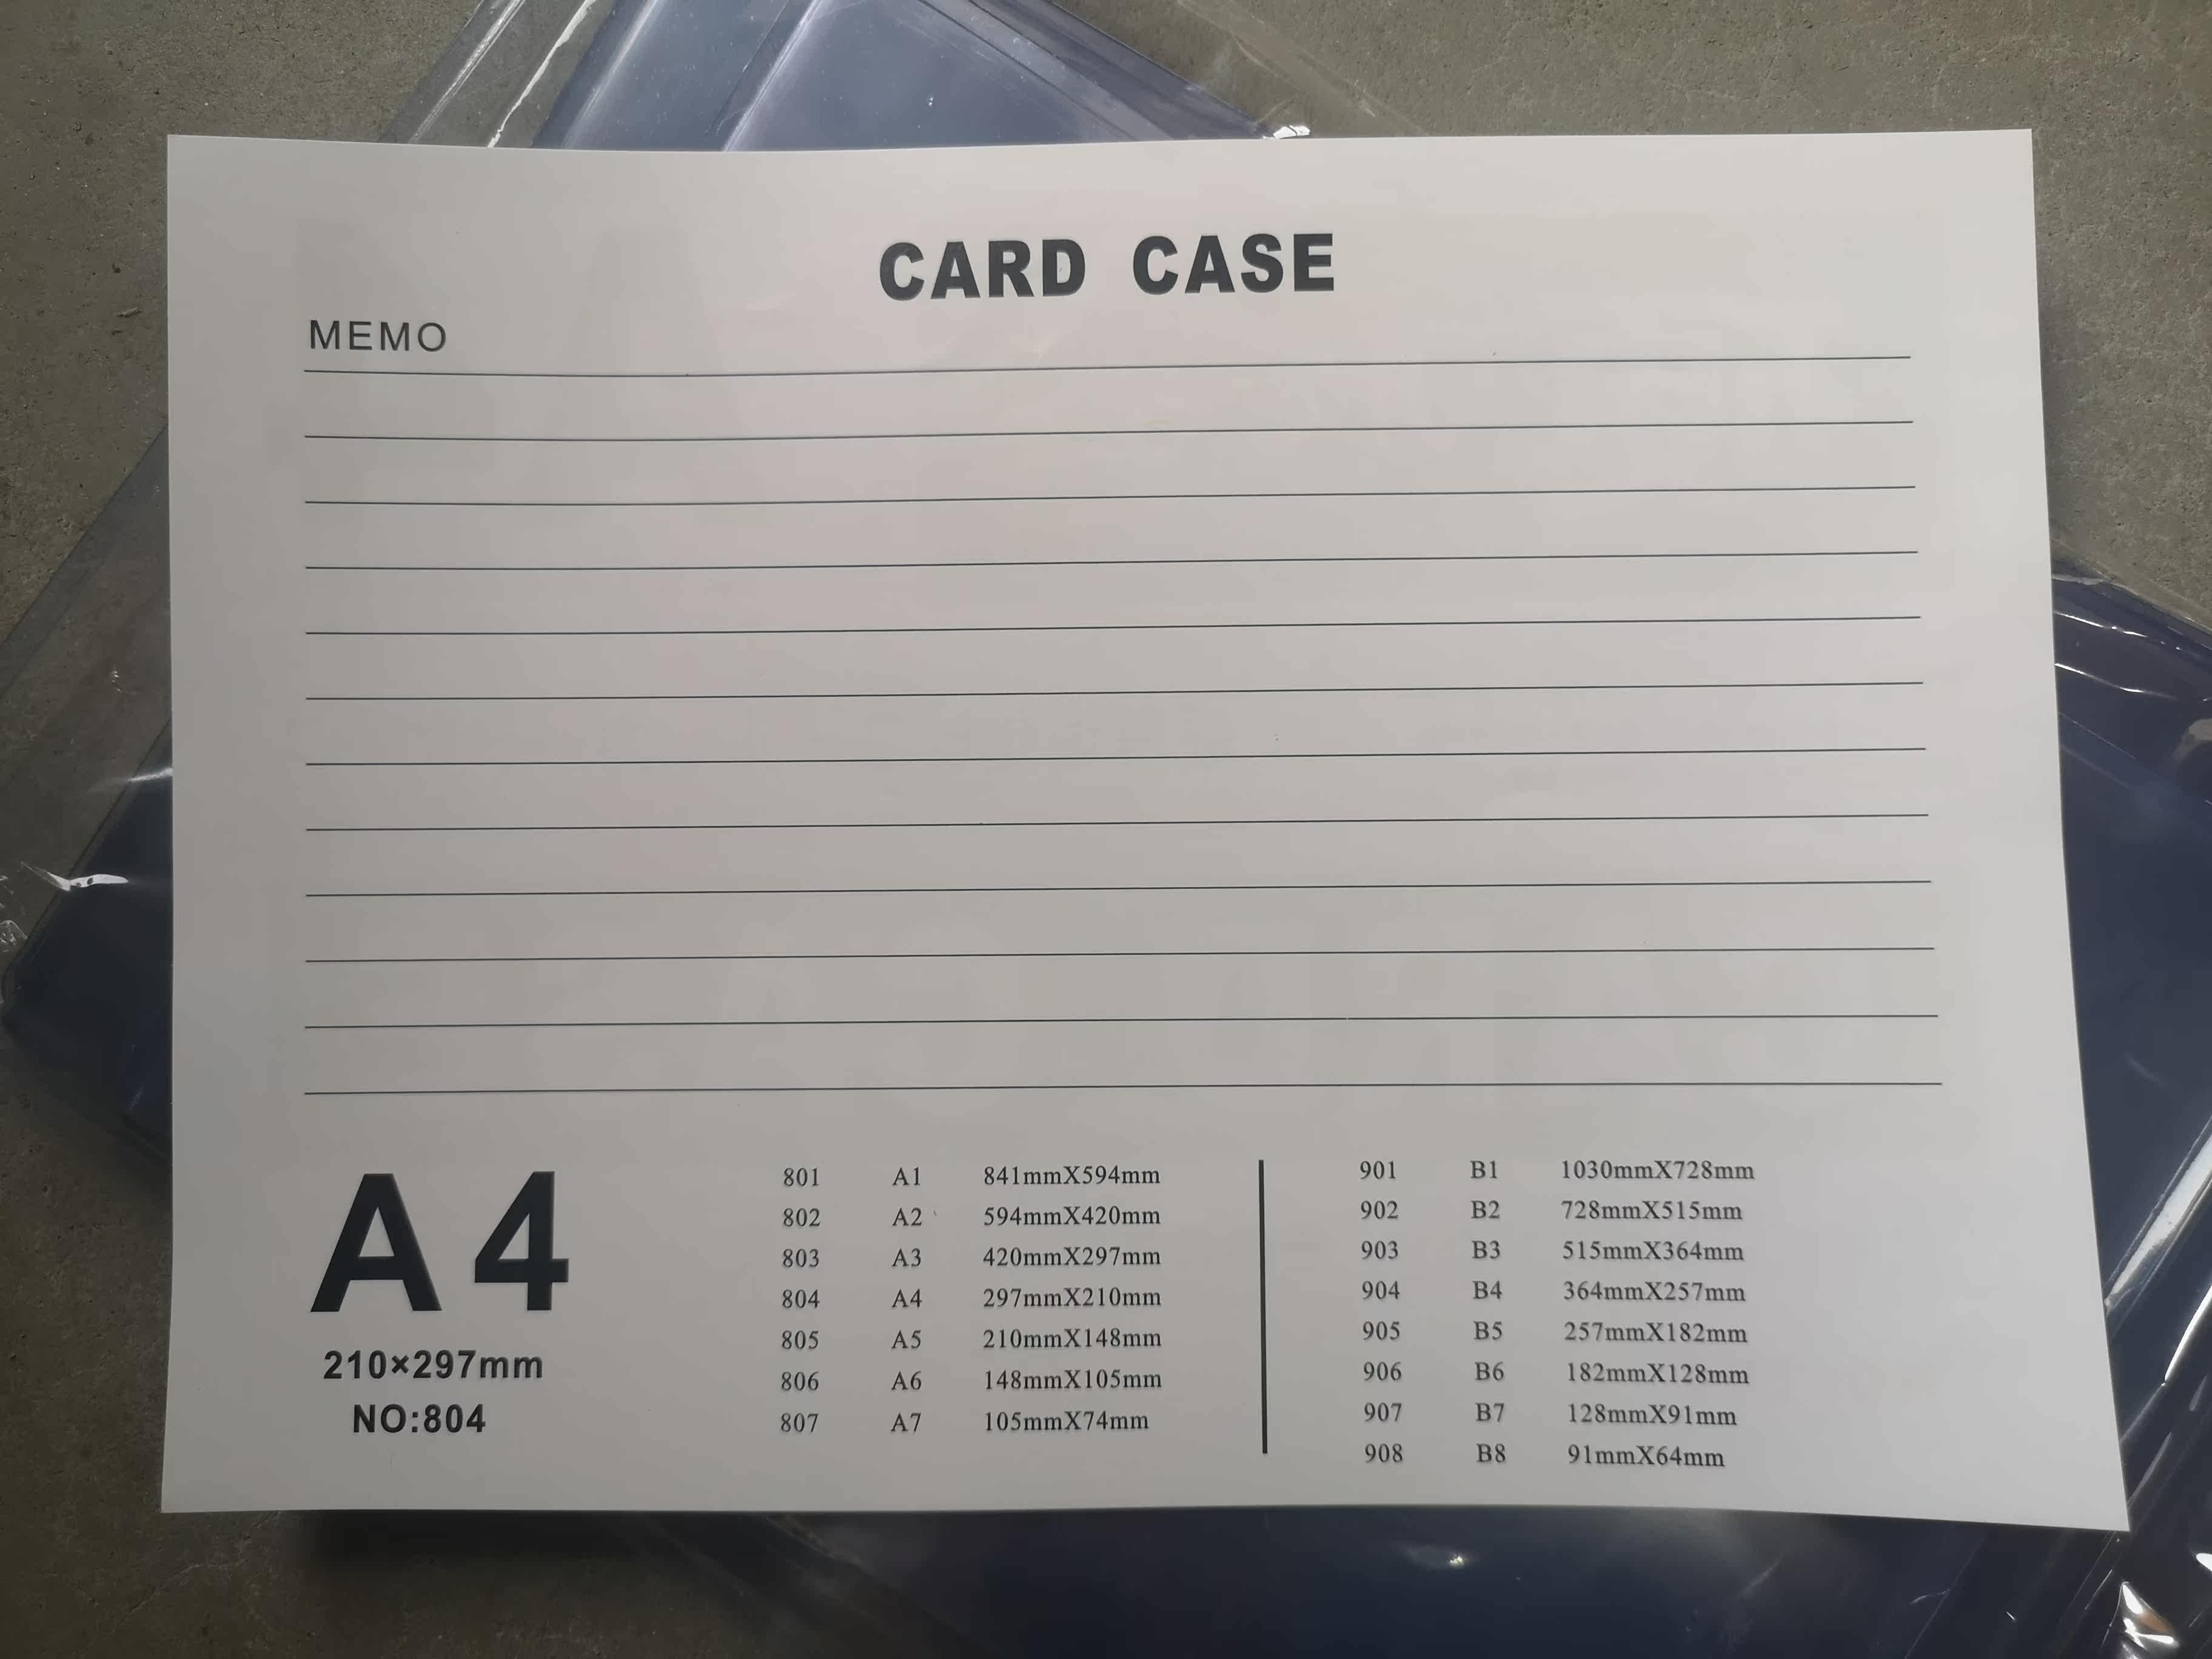 CARD CASE
MEMO
A4
210×297mm
NO:804
801 A1 841mmX594mm
802 A2 594mmX420mm
803 A3 420mmX297mm
804 A4 297mmX210mm
805 A5 210mmX148mm
806 A6 148mmX105mm
807 A7 105mmX74mm
901 B1 1030mmX728mm
902 B2 728mmX515mm
903 B3 515mmX364mm
904 B4 364mmX257mm
905 B5 257mmX182mm
906 B6 182mmX128mm
907 B7 128mmX91mm
908 B8 91mmX64mm